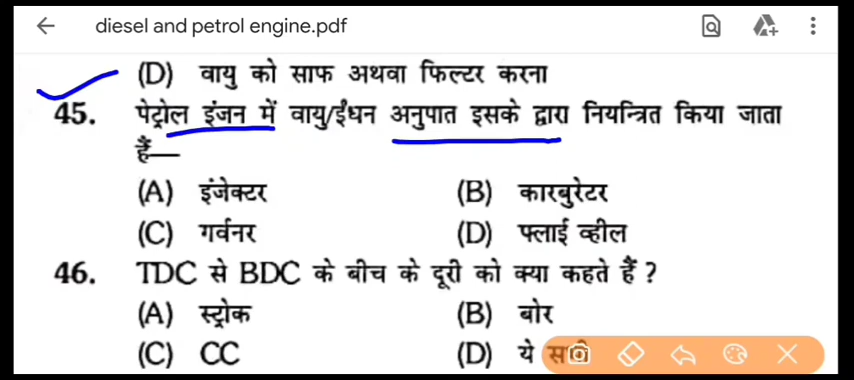 diesel and petrol engine.pdf
(D) वायु को साफ अथवा फिल्टर करना
45. पेट्रोल इंजन में वायु/ईंधन अनुपात इसके द्वारा नियन्त्रित किया जाता
हैं—
(A) इंजेक्टर (B) कारबुरेटर
(C) गर्वनर (D) फ्लाई व्हील
46. TDC से BDC के बीच के दूरी को क्या कहते हैं ?
(A) स्ट्रोक (B) बोर
(C) CC (D) ये